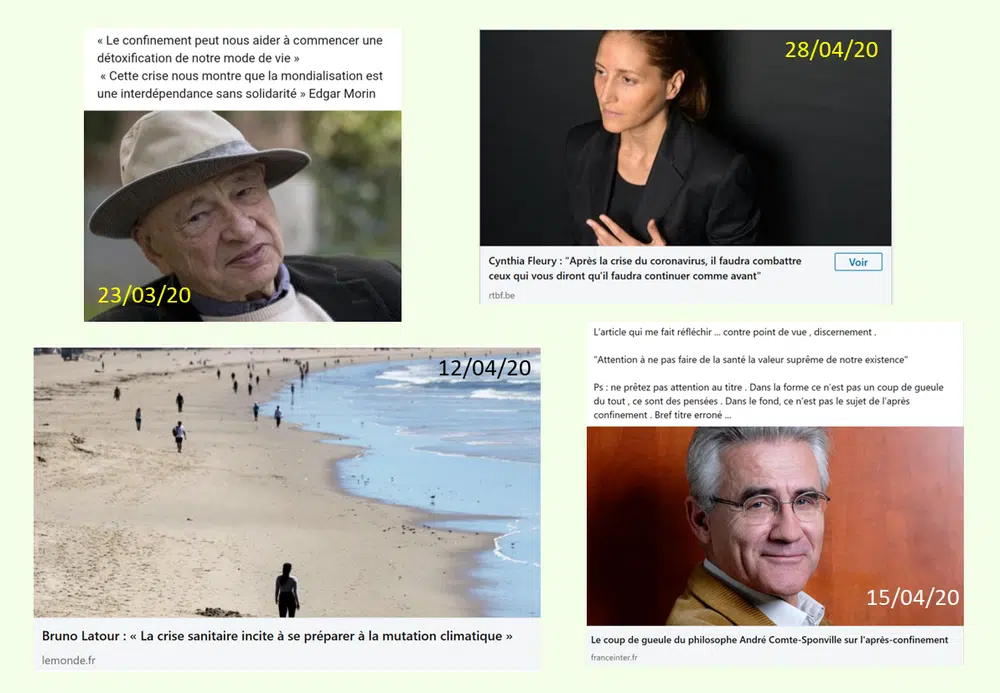 « Le confinement peut nous aider à commencer une
détoxification de notre mode de vie »
« Cette crise nous montre que la mondialisation est
une interdépendance sans solidarité » Edgar Morin
23/03/20
28/04/20
Cynthia Fleury : "Après la crise du coronavirus, il faudra combattre
ceux qui vous diront qu'il faudra continuer comme avant"
Voir
rtbf.be
12/04/20
Bruno Latour : « La crise sanitaire incite à se préparer à la mutation climatique »
lemonde.fr
L'article qui me fait réfléchir ... contre point de vue , discernement .
"Attention à ne pas faire de la santé la valeur suprême de notre existence"
Ps : ne prêtez pas attention au titre . Dans la forme ce n'est pas un coup de gueule
du tout , ce sont des pensées . Dans le fond, ce n'est pas le sujet de l'après
confinement . Bref titre erroné ...
15/04/20
Le coup de gueule du philosophe André Comte-Sponville sur l'après-confinement
franceinter.fr